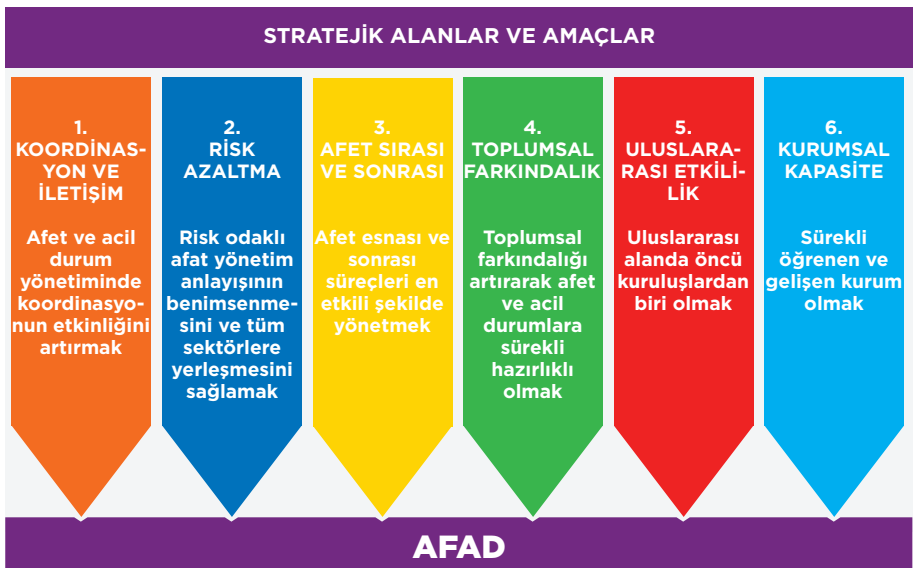 STRATEJİK ALANLAR VE AMAÇLAR
1.
KOORDİNAS-
YON VE
İLETİŞİM
Afet ve acil
durum
yönetiminde
koordinasyo-
nun etkinliğini
artırmak
2.
RİSK
AZALTMA
Risk odaklı
afat yönetim
anlayışının
benimsenme-
sini ve tüm
sektörlere
yerleşmesini
sağlamak
3.
AFET SIRASI
VE SONRASI
Afet esnası ve
sonrası
süreçleri en
etkili şekilde
yönetmek
4.
TOPLUMSAL
FARKINDALIK
Toplumsal
farkındalığı
artırarak afet
ve acil
durumlara
sürekli
hazırlıklı
olmak
5.
ULUSLARA-
RASI ETKİLİ-
LİK
Uluslararası
alanda öncü
kuruluşlardan
biri olmak
6.
KURUMSAL
KAPASİTE
Sürekli
öğrenen ve
gelişen kurum
olmak
AFAD